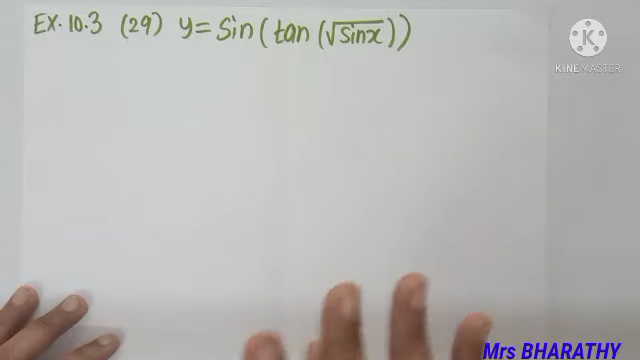 EX. 10.3 (29) y = Sin(tan(√sinx))
KINEMASTER
Mrs BHARATHY